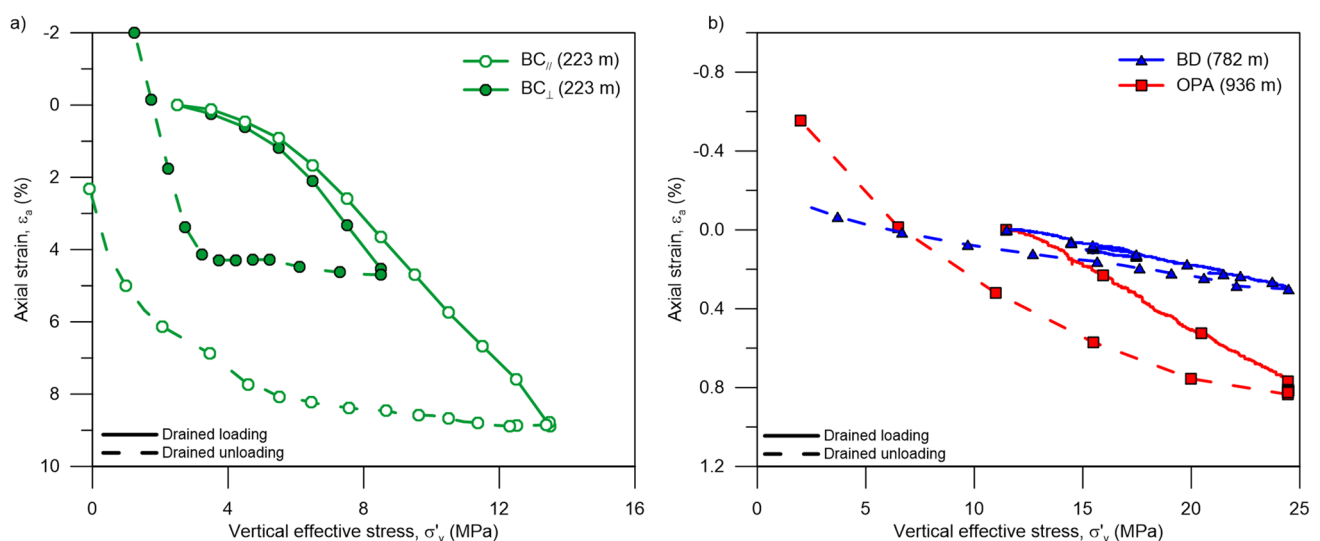 a)
-2
0
2
4
6
8
10
Axial strain, εa (%)
BC// (223 m)
BC⊥ (223 m)
Drained loading
Drained unloading
0 4 8 12 16
Vertical effective stress, σ'v (MPa)
b)
-0.8
-0.4
0.0
0.4
0.8
1.2
Axial strain, εa (%)
BD (782 m)
OPA (936 m)
Drained loading
Drained unloading
0 5 10 15 20 25
Vertical effective stress, σ'v (MPa)